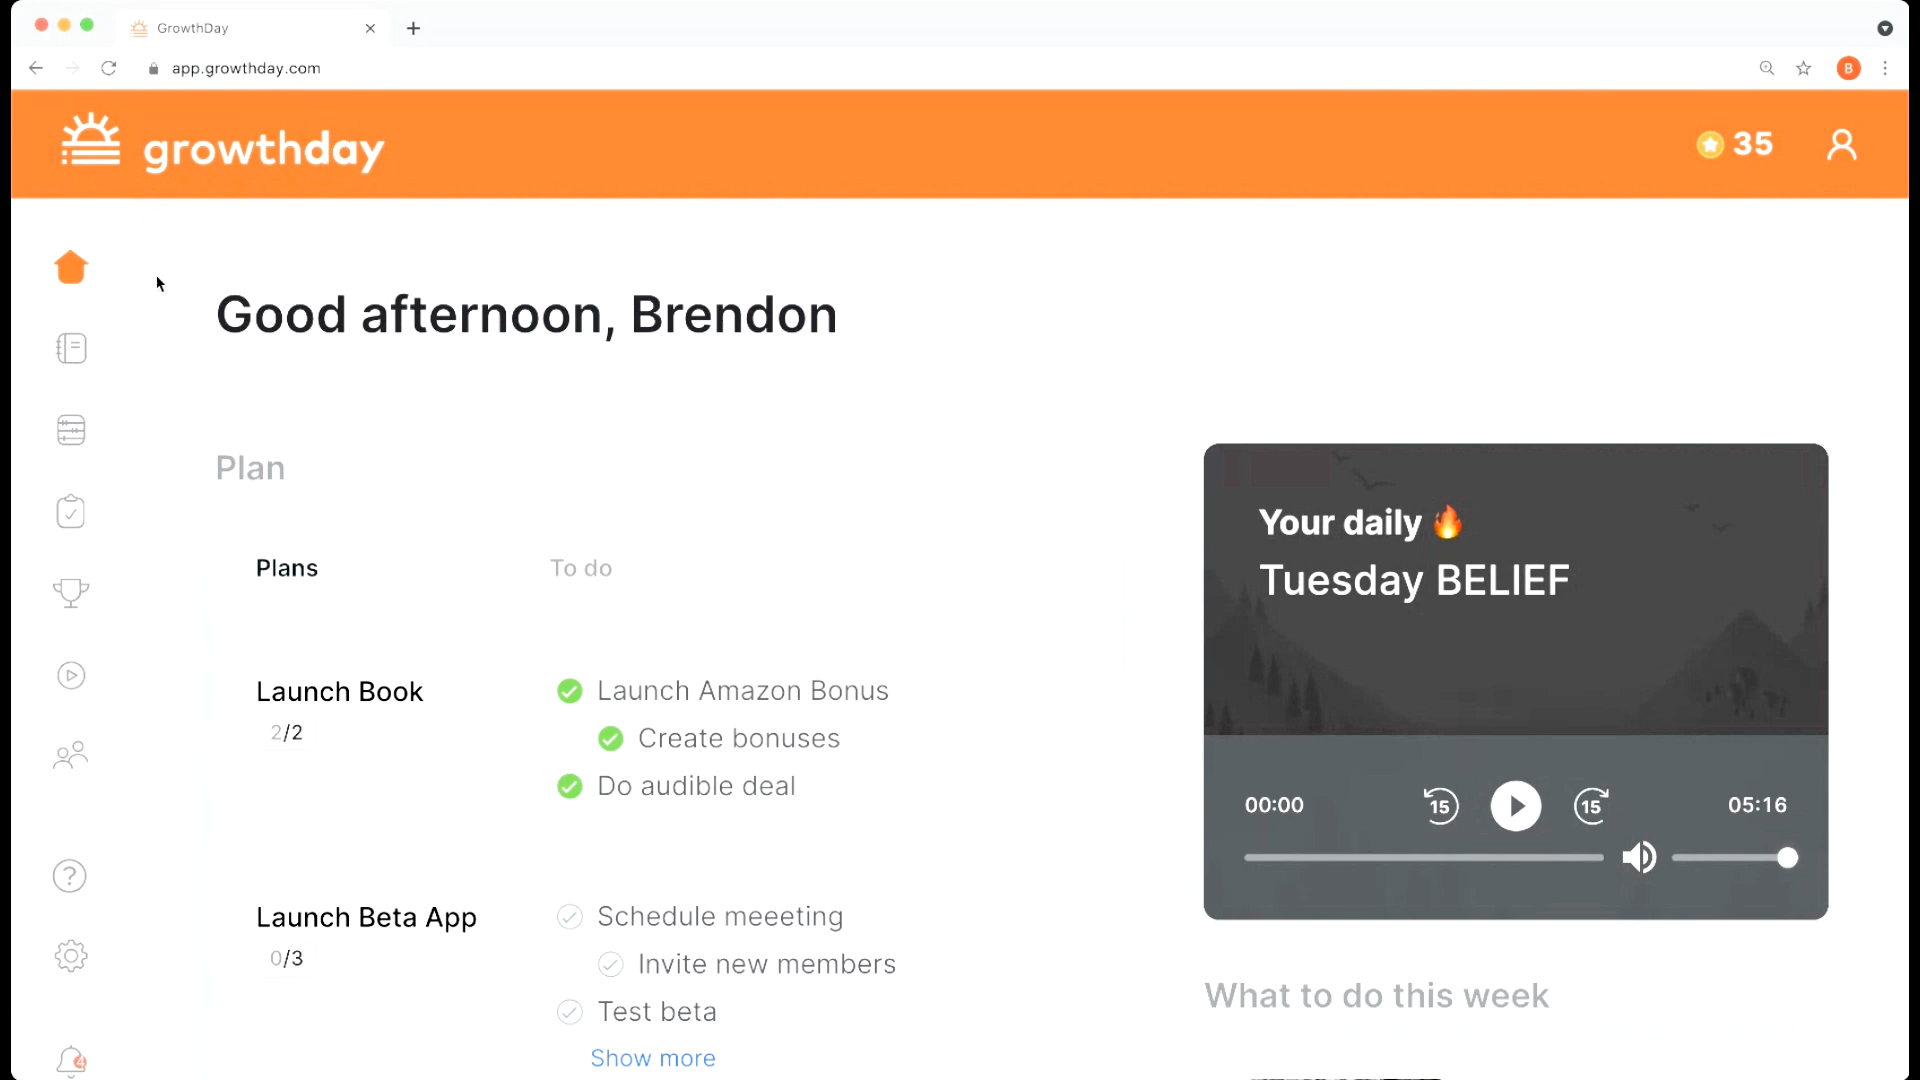 GrowthDay
app.growthday.com
B
growthday
35
Good afternoon, Brendon
Plan
Plans
To do
Launch Book
2/2
Launch Amazon Bonus
Create bonuses
Do audible deal
Launch Beta App
0/3
Schedule meeeting
Invite new members
Test beta
Show more
Your daily 🔥
Tuesday BELIEF
00:00
15
15
05:16
What to do this week
?
4